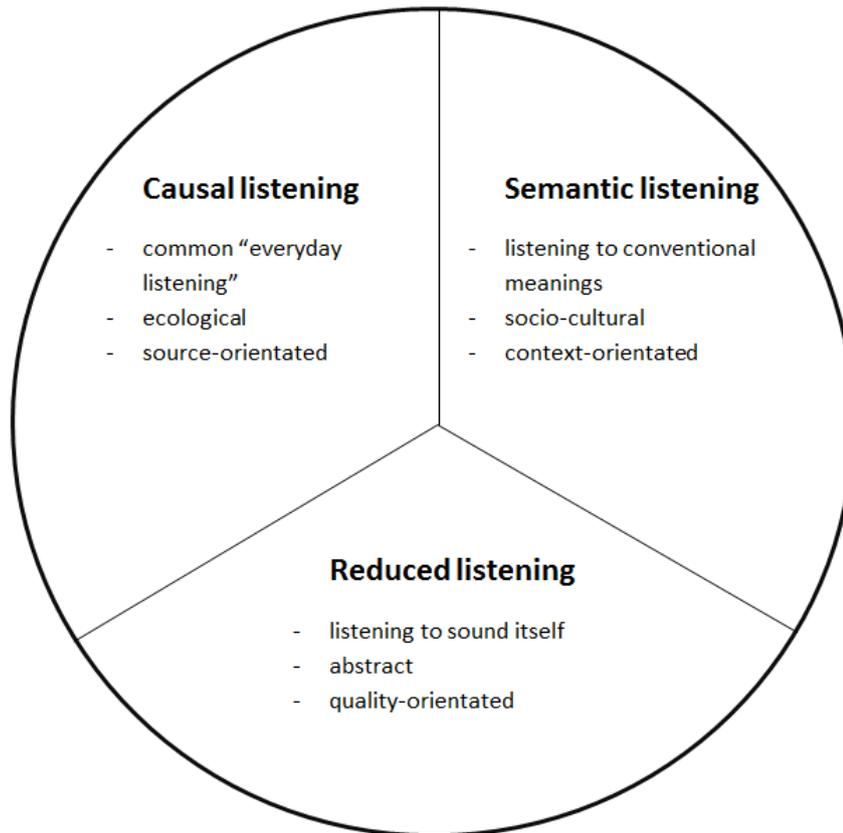 Causal listening
- common “everyday
listening”
- ecological
- source-orientated
Semantic listening
- listening to conventional
meanings
- socio-cultural
- context-orientated
Reduced listening
- listening to sound itself
- abstract
- quality-orientated